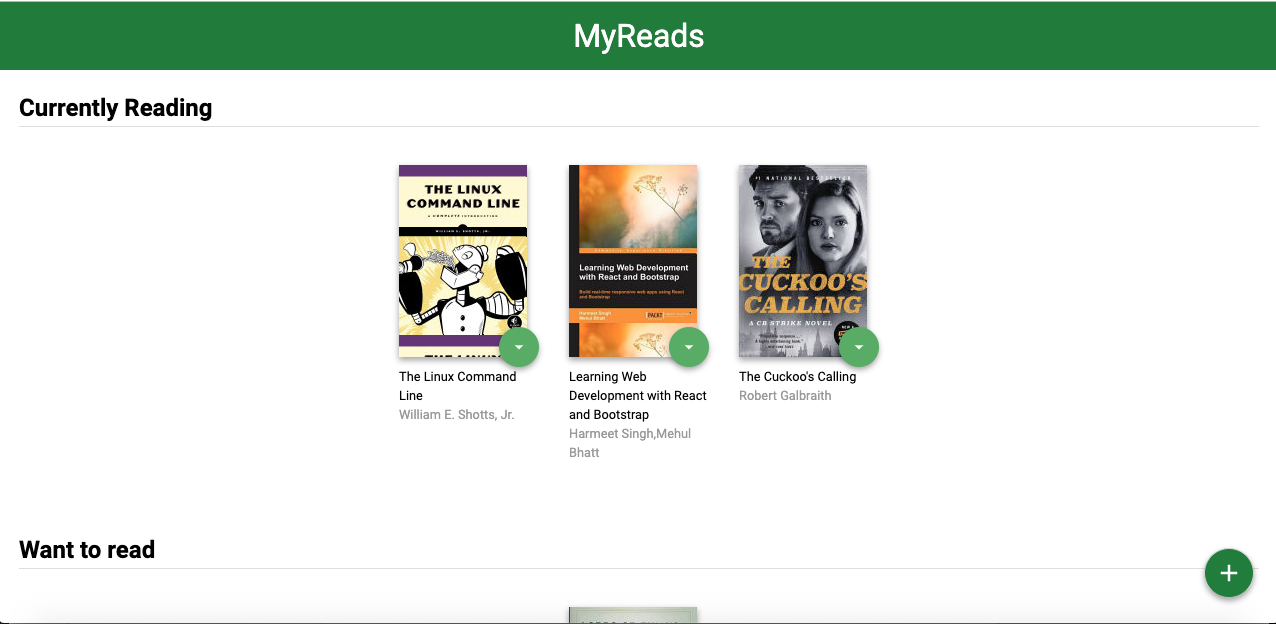 MyReads
Currently Reading
THE LINUX
COMMAND LINE
A COMPLETE INTRODUCTION
WILLIAM E. SHOTTS, JR.
THE LINUX
The Linux Command
Line
William E. Shotts, Jr.
Learning Web Development
with React and Bootstrap
Build real-time responsive web apps using React
and Bootstrap
Harmeet Singh
Mehul Bhatt
PACKT
Learning Web
Development with React
and Bootstrap
Harmeet Singh,Mehul
Bhatt
#1 NATIONAL BESTSELLER
THE
CUCKOO'S
CALLING
A CB STRIKE NOVEL
The Cuckoo's Calling
Robert Galbraith
Want to read